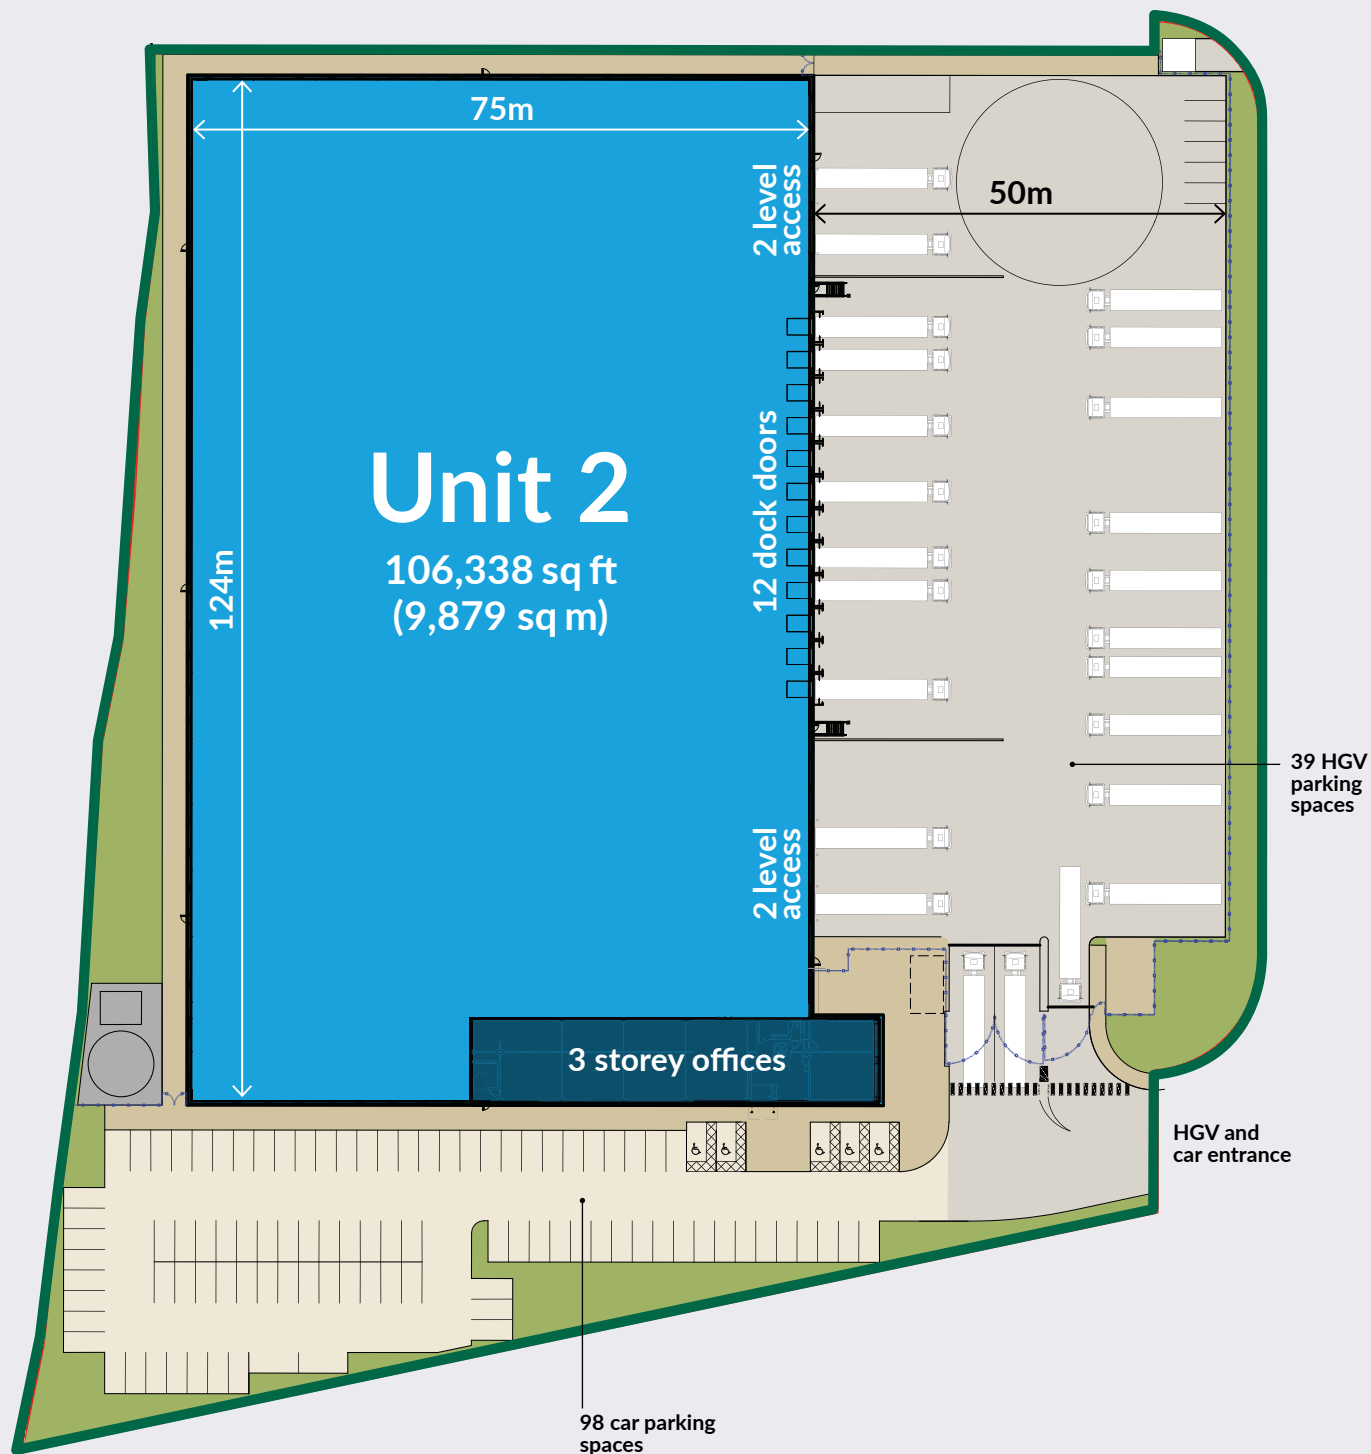 75m
2 level
access
50m
Unit 2
106,338 sq ft
(9,879 sq m)
124m
12 dock doors
39 HGV
parking
spaces
2 level
access
3 storey offices
HGV and
car entrance
98 car parking
spaces